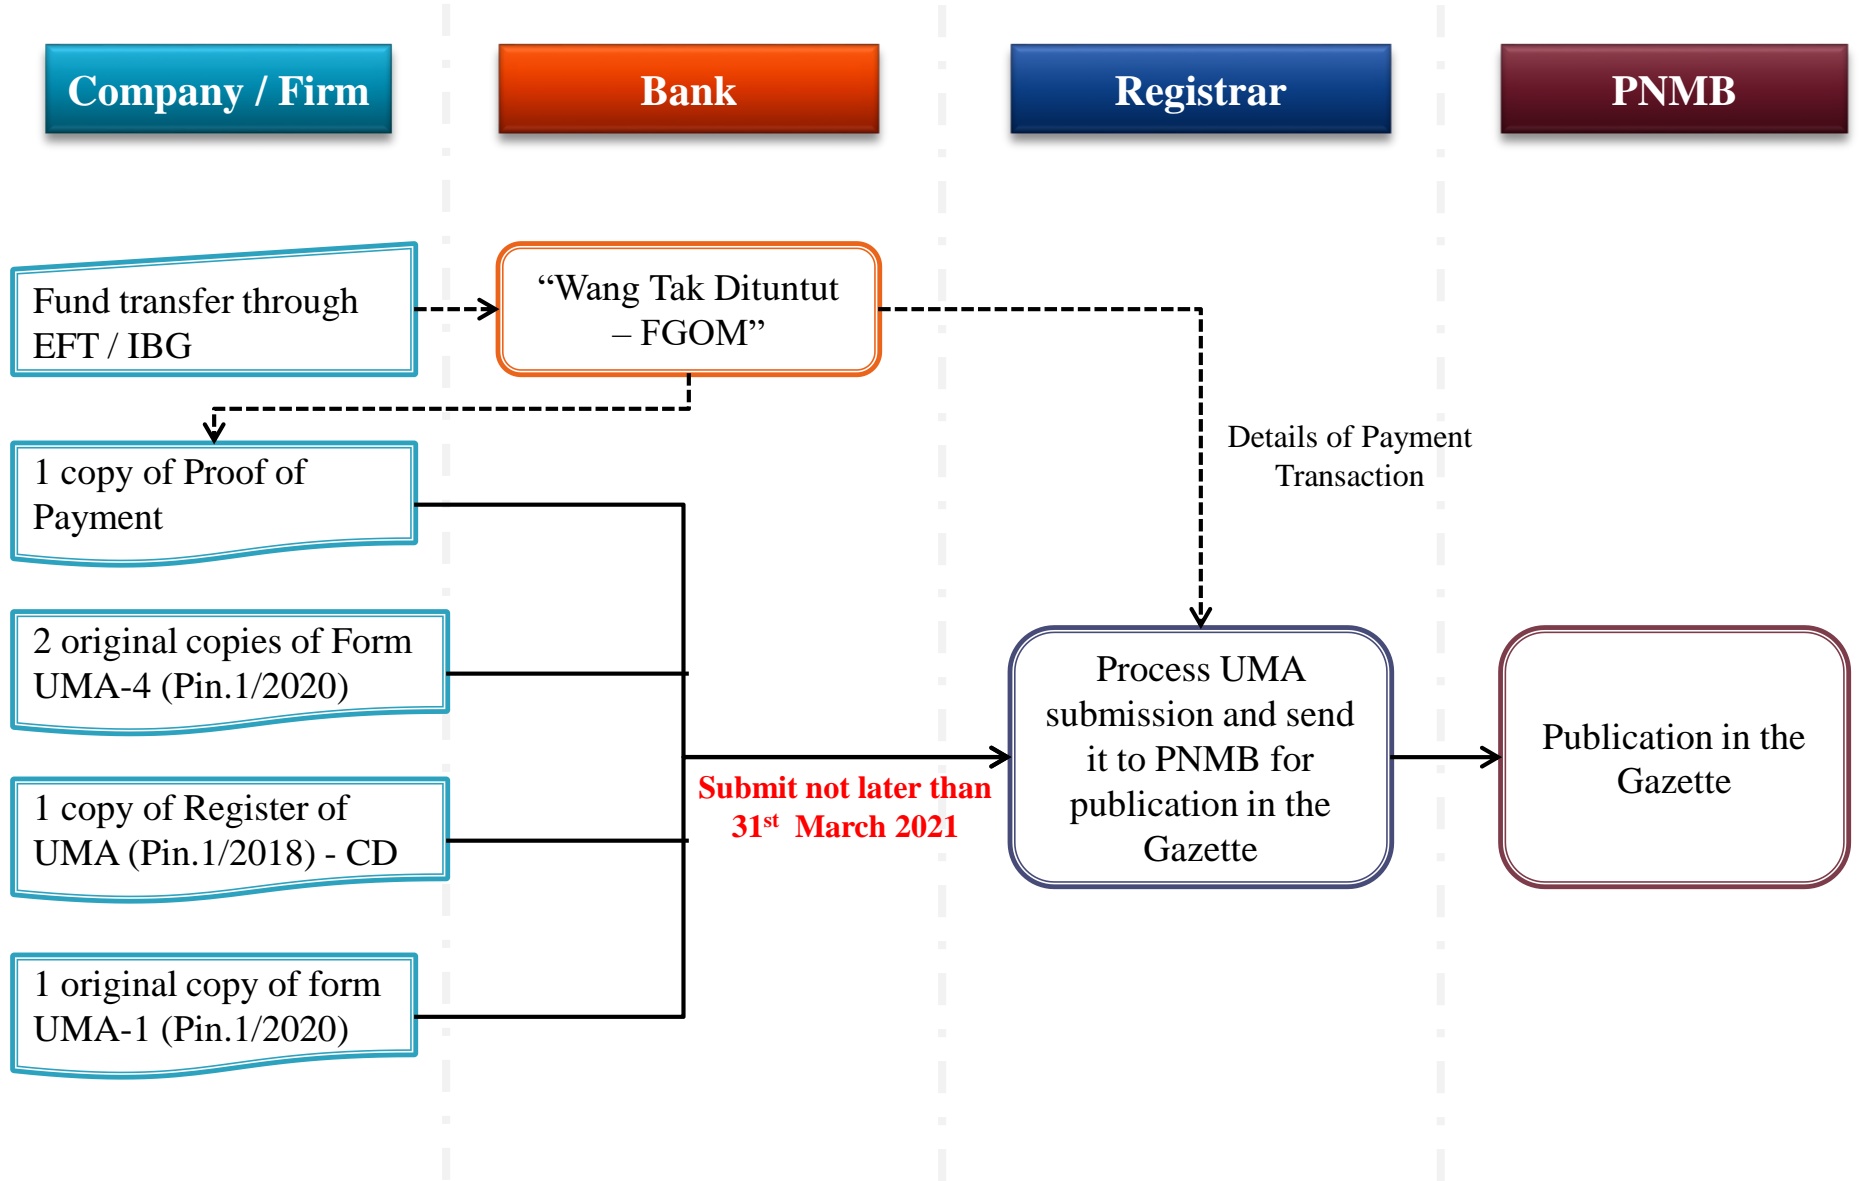 Company / Firm
Bank
Registrar
PNMB
Fund transfer through
EFT / IBG
“Wang Tak Dituntut
– FGOM”
1 copy of Proof of
Payment
Details of Payment
Transaction
2 original copies of Form
UMA-4 (Pin.1/2020)
1 copy of Register of
UMA (Pin.1/2018) - CD
1 original copy of form
UMA-1 (Pin.1/2020)
Submit not later than
31st March 2021
Process UMA
submission and send
it to PNMB for
publication in the
Gazette
Publication in the
Gazette